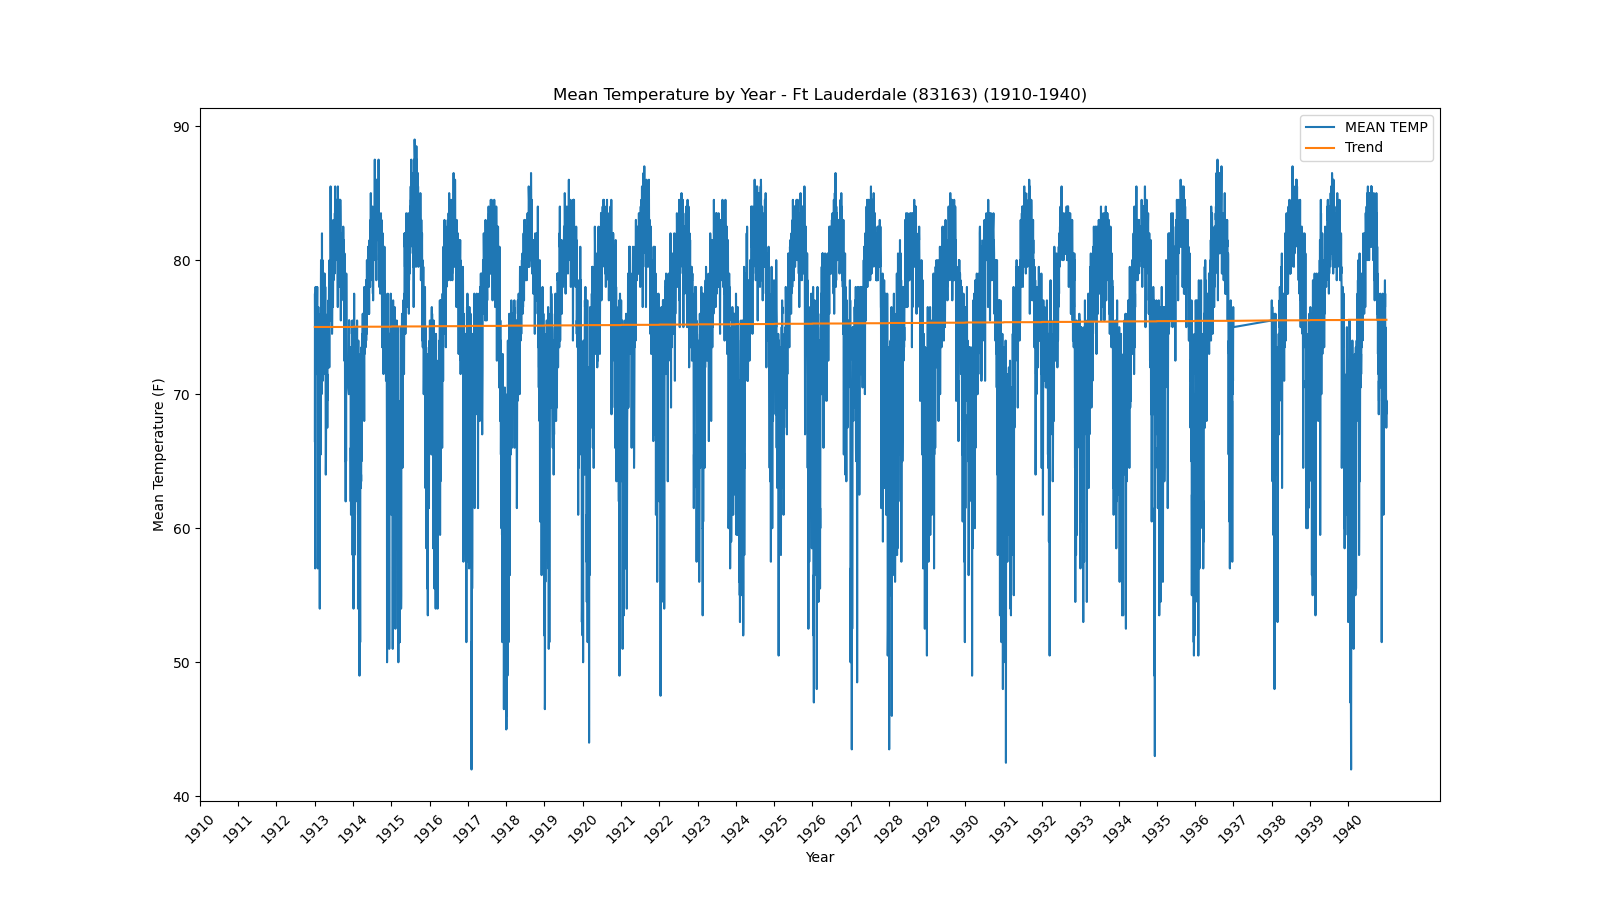 Mean Temperature by Year - Ft Lauderdale (83163) (1910-1940)
MEAN TEMP
Trend
90
80
70
60
50
40
Mean Temperature (F)
1910 1911 1912 1913 1914 1915 1916 1917 1918 1919 1920 1921 1922 1923 1924 1925 1926 1927 1928 1929 1930 1931 1932 1933 1934 1935 1936 1937 1938 1939 1940
Year